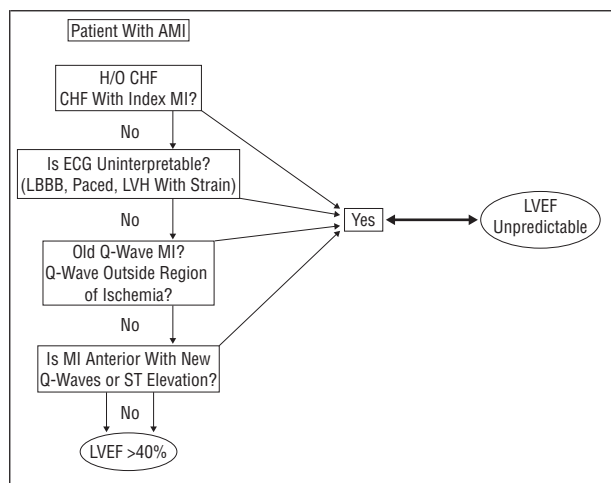 Patient With AMI
H/O CHF
CHF With Index MI?
No
Is ECG Uninterpretable?
(LBBB, Paced, LVH With Strain)
No
Yes
LVEF
Unpredictable
Old Q-Wave MI?
Q-Wave Outside Region
of Ischemia?
No
Is MI Anterior With New
Q-Waves or ST Elevation?
No
LVEF >40%